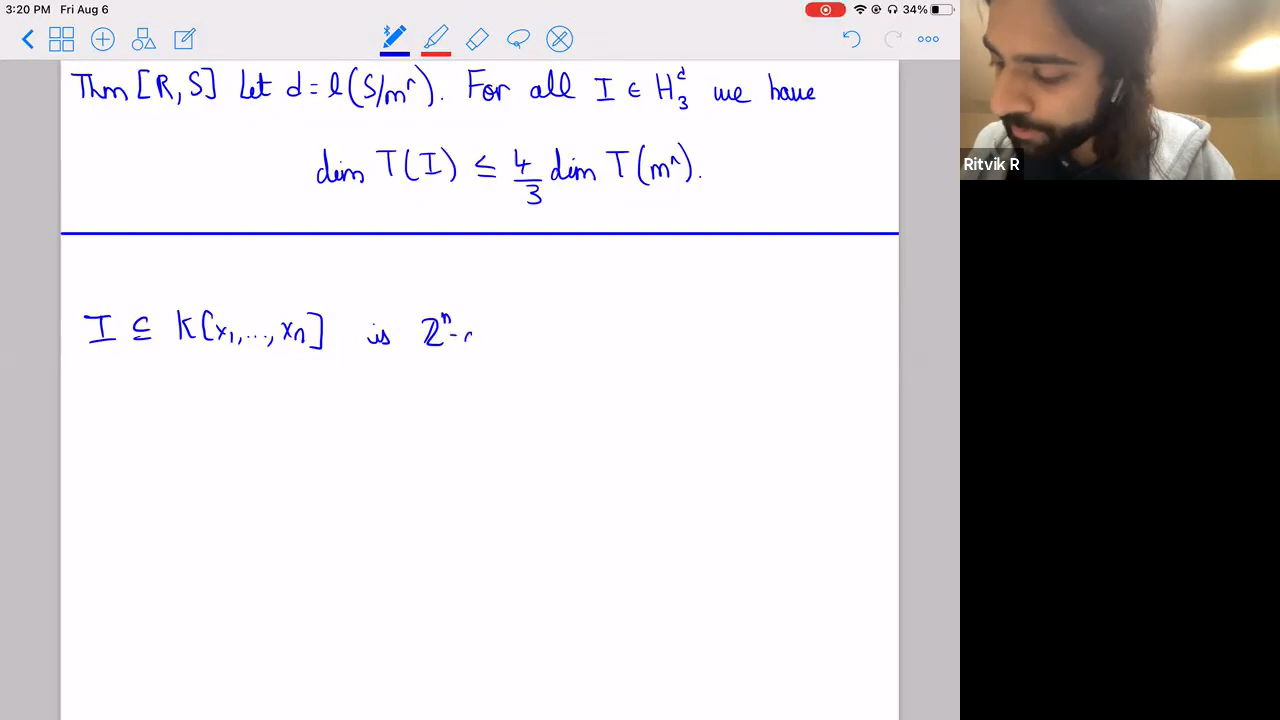 3:20 PM Fri Aug 6
34%
Thm [R, S] Let d = l(S/m^r). For all I ∈ H_3^d we have
dim T(I) ≤ 4/3 dim T(m^r).
Ritvik R
I ⊆ k[x_1, ..., x_n] is ℤ^n-